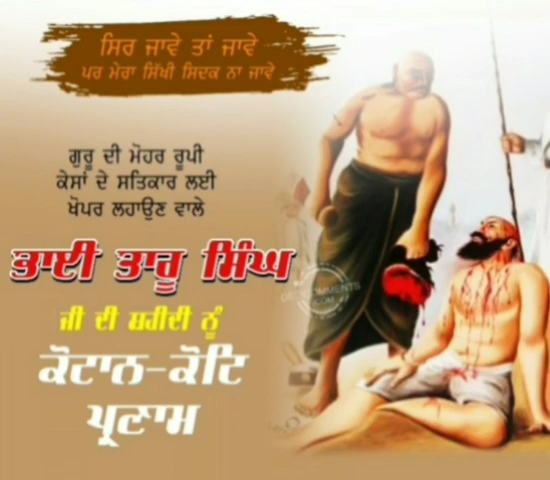 ਸਿਰ ਜਾਵੇ ਤਾਂ ਜਾਵੇ
ਪਰ ਮੇਰਾ ਸਿੱਖੀ ਸਿਦਕ ਨਾ ਜਾਵੇ
ਗੁਰੂ ਦੀ ਮੋਹਰ ਰੂਪੀ
ਕੇਸਾਂ ਦੇ ਸਤਿਕਾਰ ਲਈ
ਖੋਪਰ ਲਹਾਉਣ ਵਾਲੇ
ਭਾਈ ਤਾਰੂ ਸਿੰਘ
ਜੀ ਦੀ ਸ਼ਹੀਦੀ ਨੂੰ
ਕੋਟਾਨ-ਕੋਟਿ
ਪ੍ਰਣਾਮ